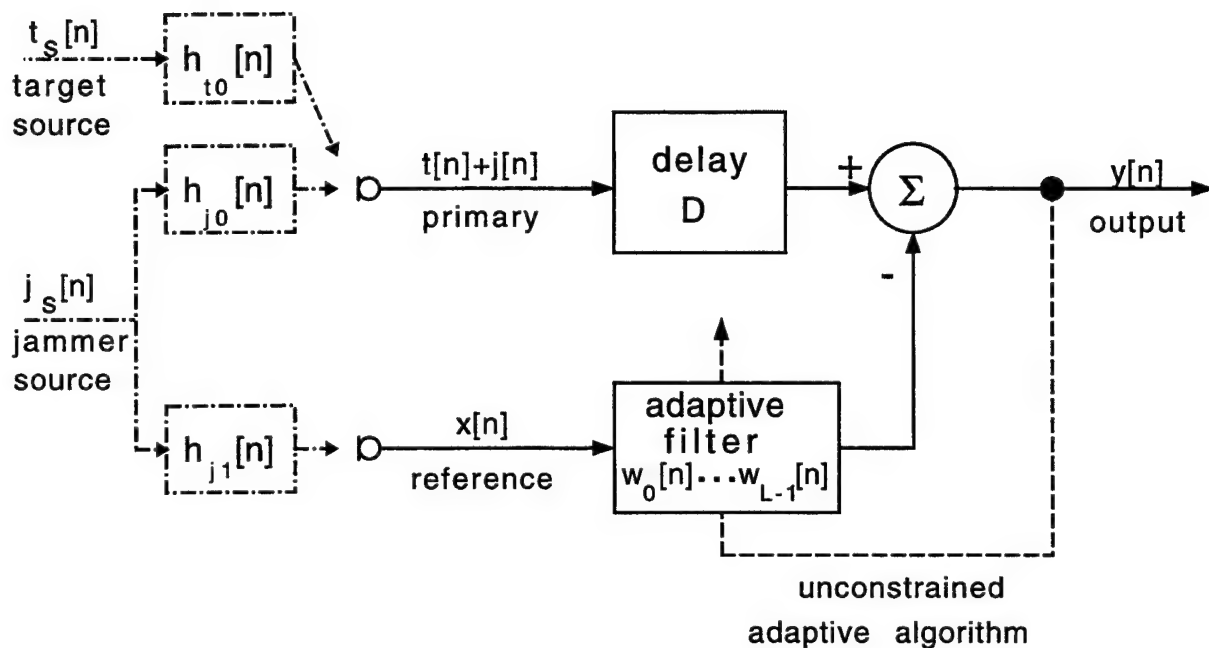 t_s[n]
target
source
h_t0[n]
j_s[n]
jammer
source
h_j0[n]
h_j1[n]
t[n]+j[n]
primary
x[n]
reference
delay
D
adaptive
filter
w_0[n]...w_L-1[n]
+
Σ
-
y[n]
output
unconstrained
adaptive algorithm